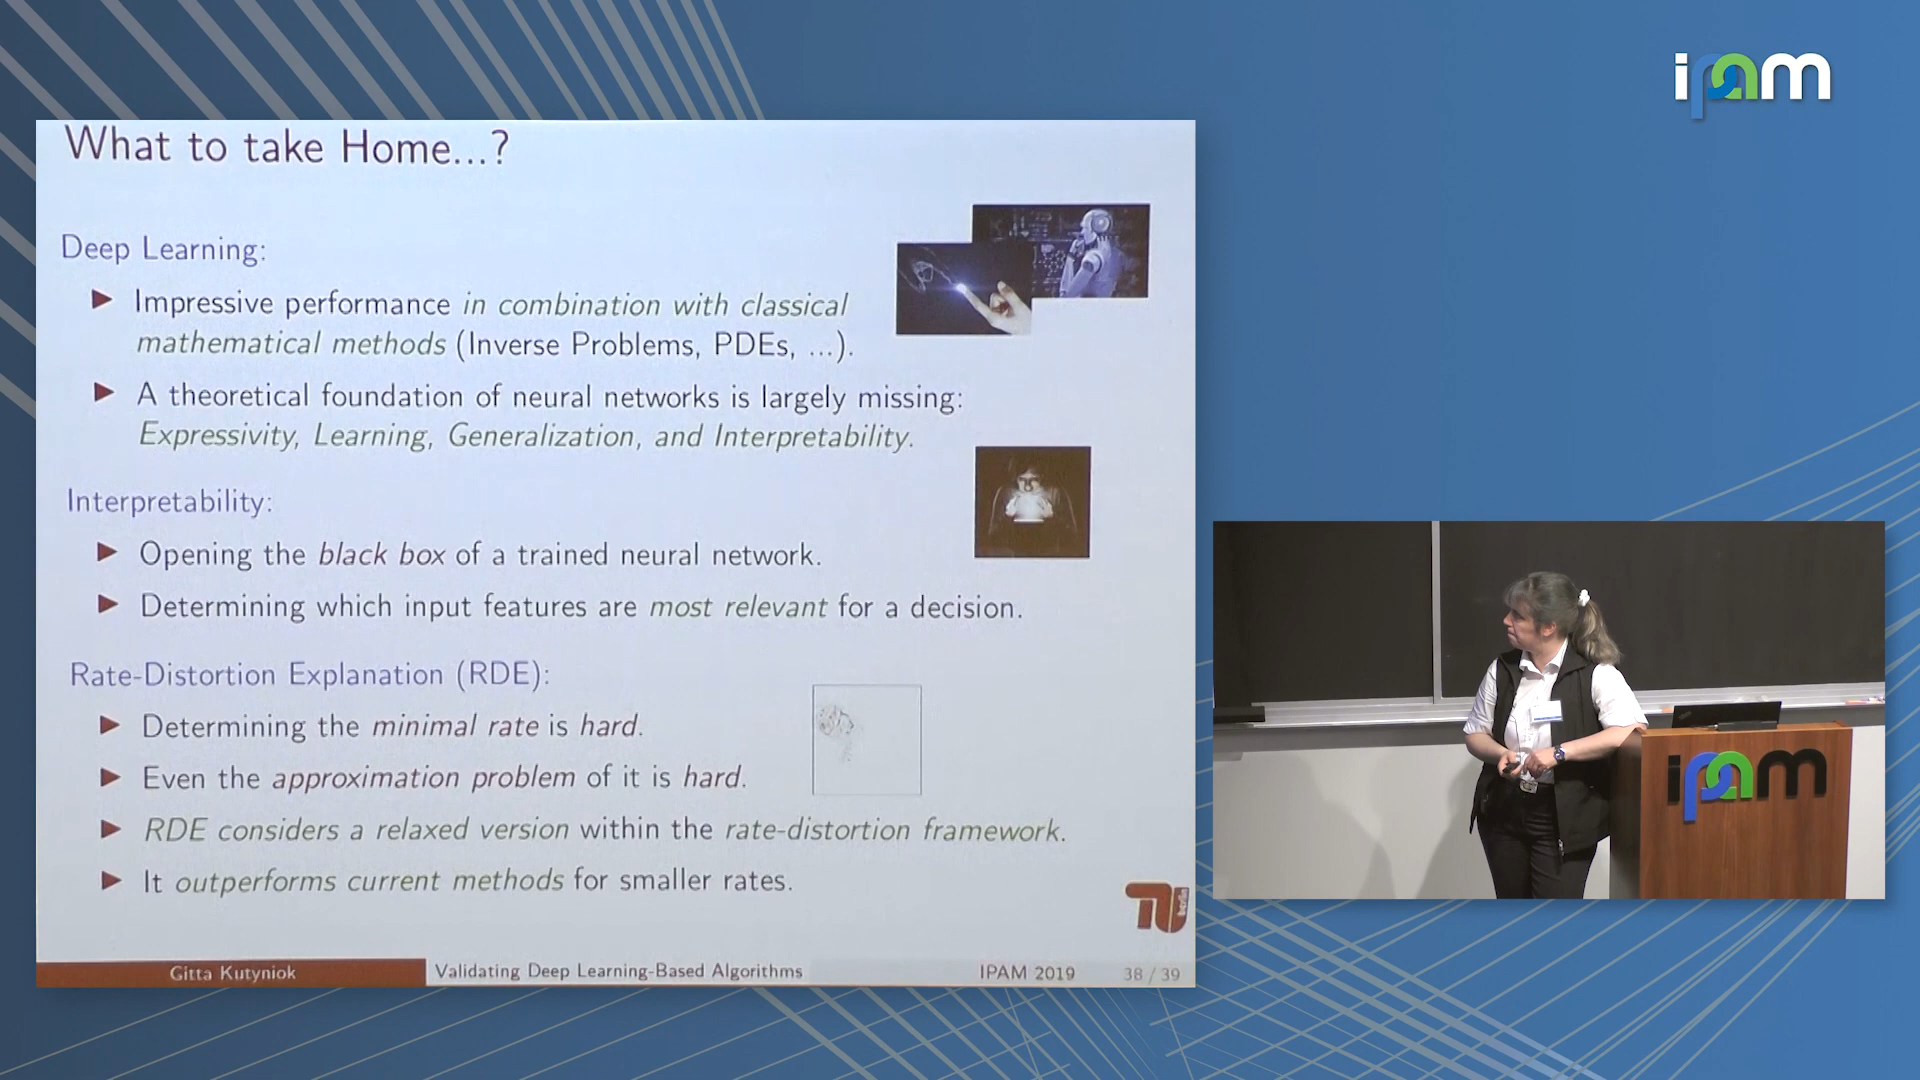 ipam
What to take Home...?
Deep Learning:
Impressive performance in combination with classical
mathematical methods (Inverse Problems, PDEs, ...).
A theoretical foundation of neural networks is largely missing:
Expressivity, Learning, Generalization, and Interpretability.
Interpretability:
Opening the black box of a trained neural network.
Determining which input features are most relevant for a decision.
Rate-Distortion Explanation (RDE):
Determining the minimal rate is hard.
Even the approximation problem of it is hard.
RDE considers a relaxed version within the rate-distortion framework.
It outperforms current methods for smaller rates.
TU berlin
Gitta Kutyniok Validating Deep Learning-Based Algorithms IPAM 2019 38 / 39
ipam